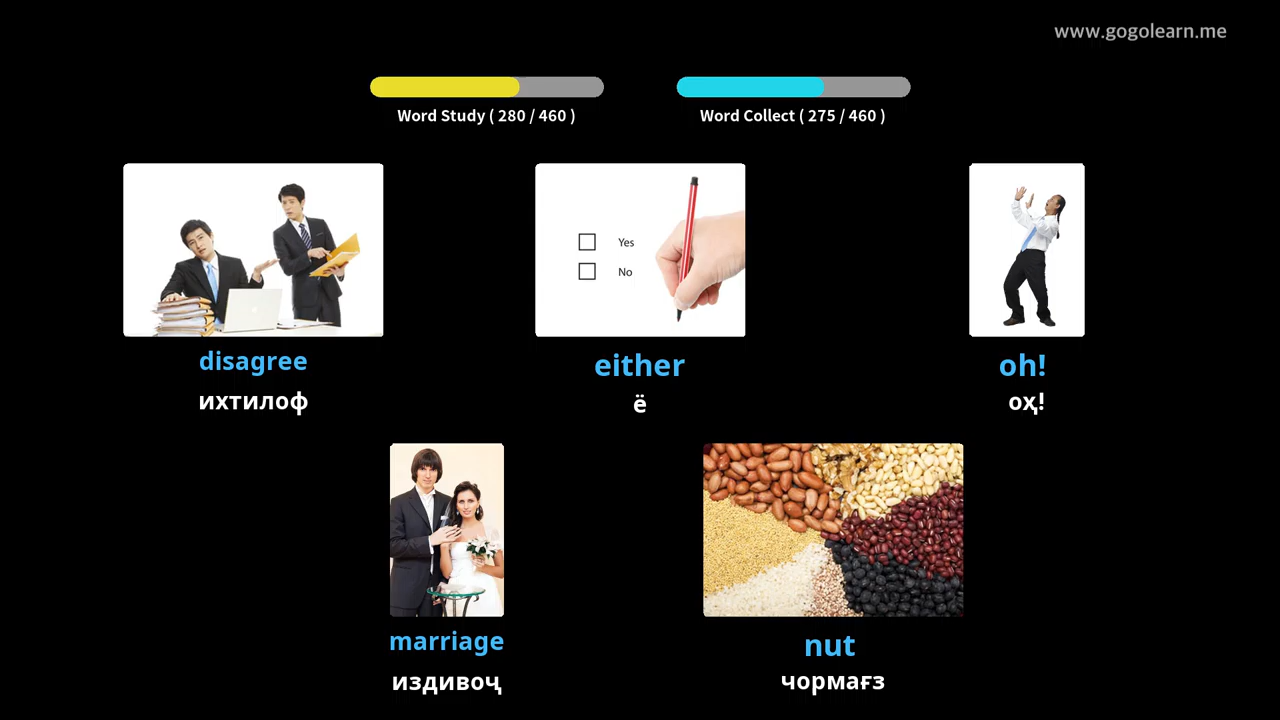 www.gogolearn.me
Word Study ( 280 / 460 )
Word Collect ( 275 / 460 )
Yes
No
disagree
ихтилоф
either
ё
oh!
оҳ!
marriage
издивоҷ
nut
чормағз